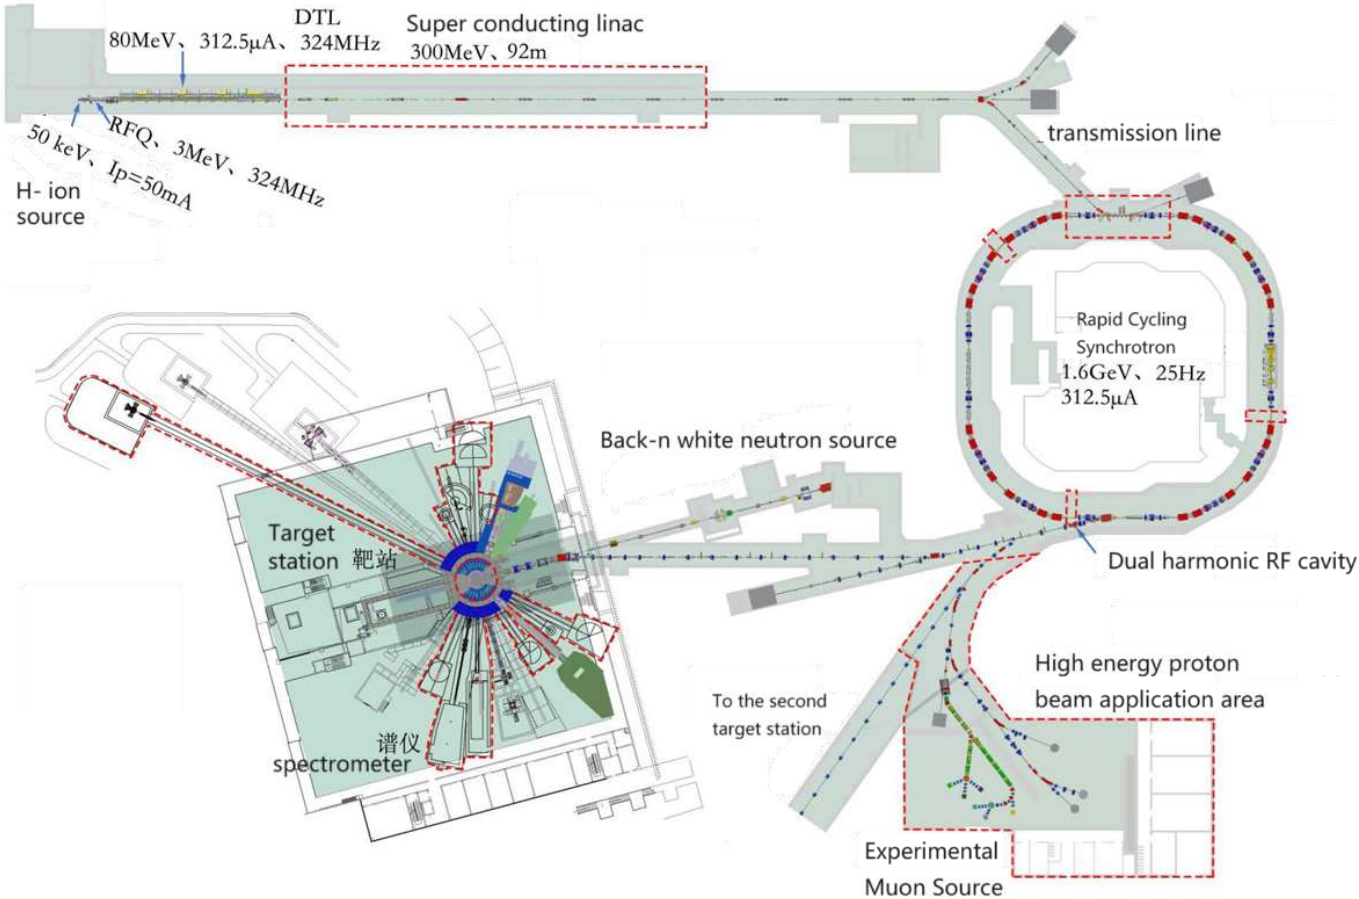 DTL
80MeV、312.5μA、324MHz
Super conducting linac
300MeV、92m
RFQ、3MeV、324MHz
50 keV、Ip=50mA
H- ion
source
transmission line
Rapid Cycling
Synchrotron
1.6GeV、25Hz
312.5μA
Back-n white neutron source
Target
station 靶站
Dual harmonic RF cavity
High energy proton
beam application area
To the second
target station
谱仪
spectrometer
Experimental
Muon Source